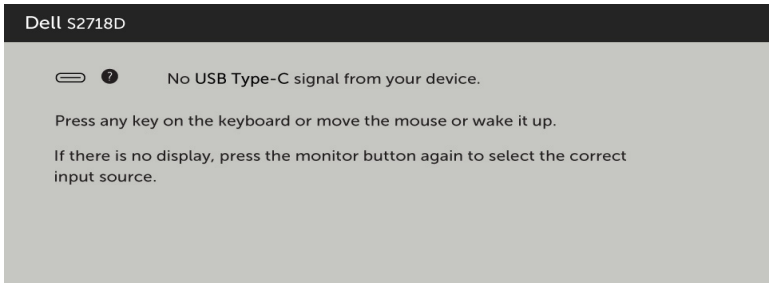 Dell S2718D
? No USB Type-C signal from your device.
Press any key on the keyboard or move the mouse or wake it up.
If there is no display, press the monitor button again to select the correct
input source.